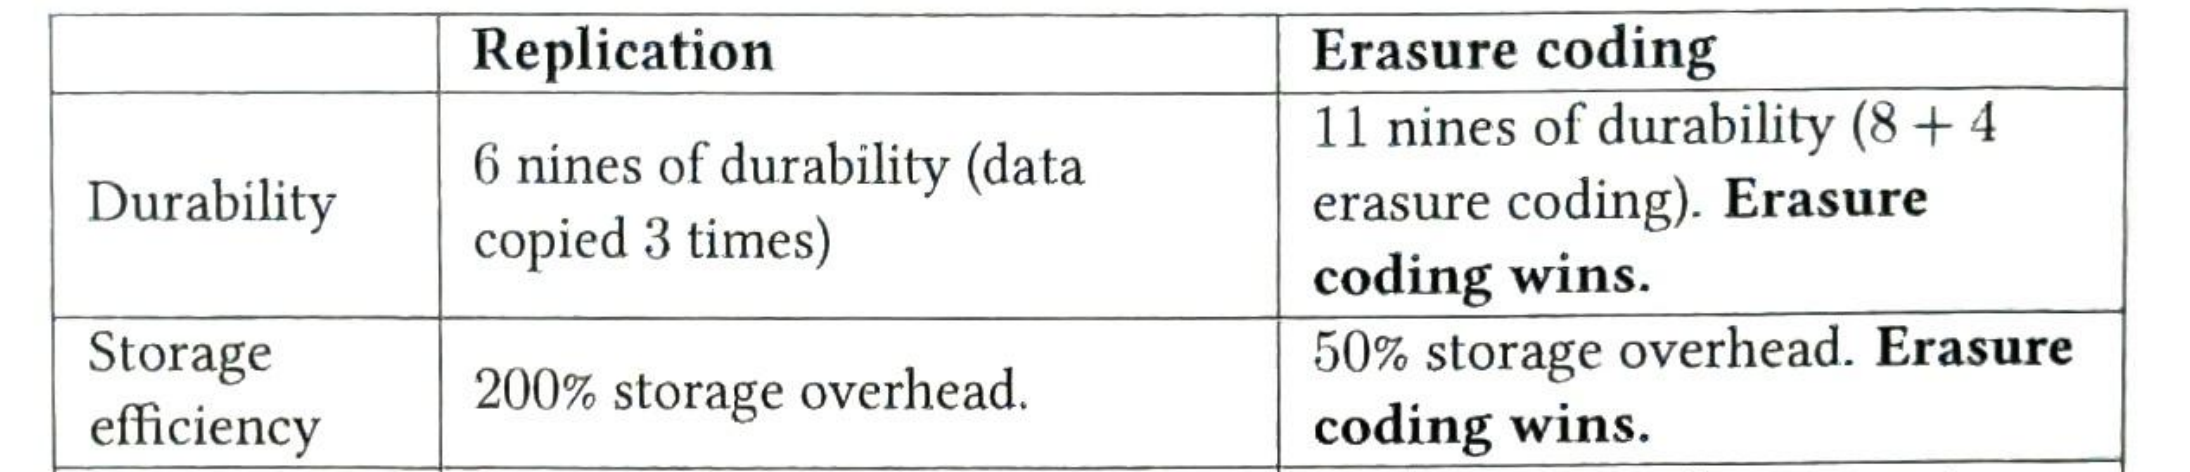 Replication Erasure coding
Durability
6 nines of durability (data
copied 3 times)
11 nines of durability (8 + 4
erasure coding). Erasure
coding wins.
Storage
efficiency
200% storage overhead.
50% storage overhead. Erasure
coding wins.